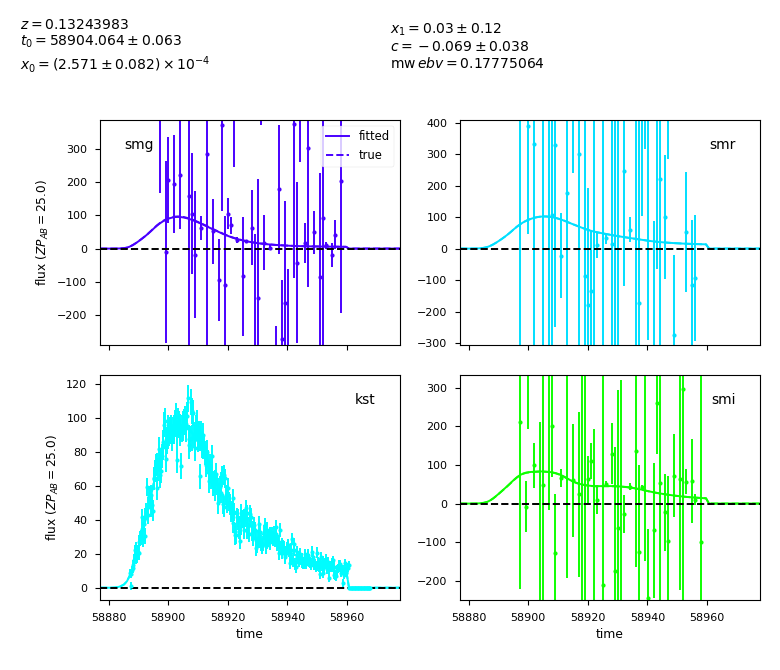 z = 0.13243983
t₀ = 58904.064 ± 0.063
x₀ = (2.571 ± 0.082) × 10⁻⁴
x₁ = 0.03 ± 0.12
c = −0.069 ± 0.038
mw ebv = 0.17775064
smg
fitted
true
300
200
100
0
−100
−200
flux (ZP_AB = 25.0)
smr
400
300
200
100
0
−100
−200
−300
kst
120
100
80
60
40
20
0
flux (ZP_AB = 25.0)
58880 58900 58920 58940 58960
time
smi
300
200
100
0
−100
−200
58880 58900 58920 58940 58960
time